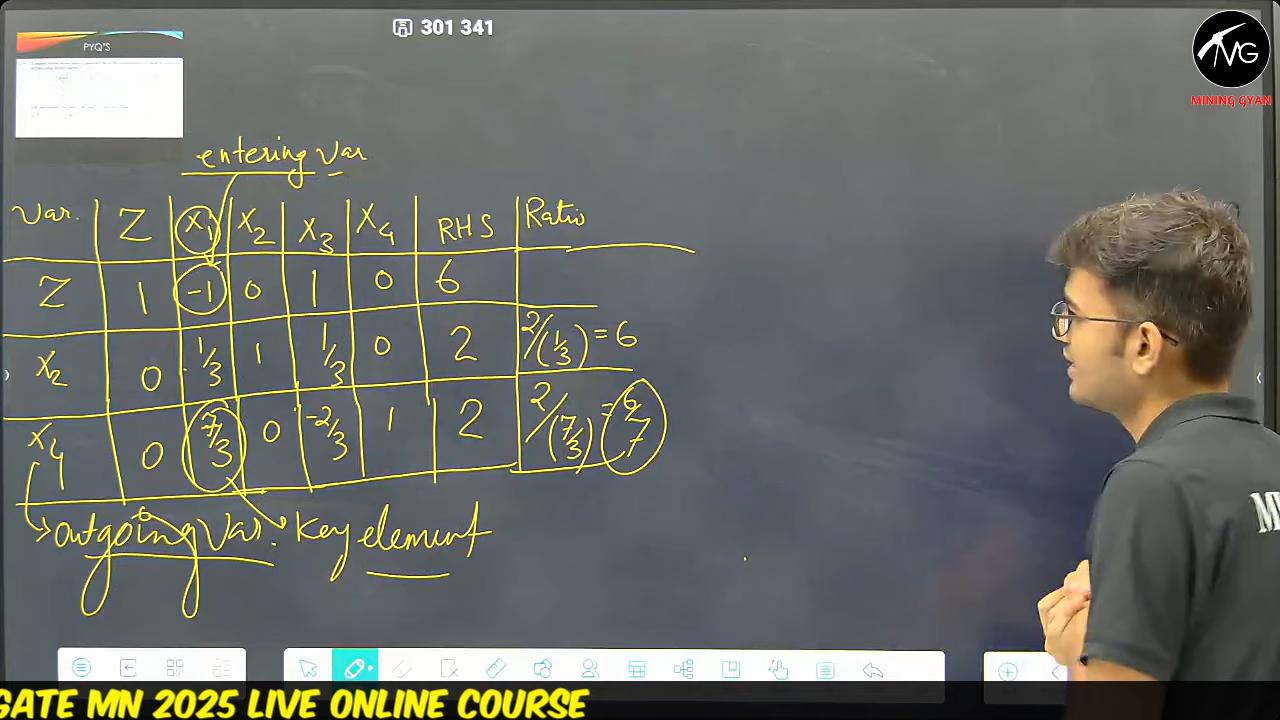 301 341
MG
MINING GYAN
PYQ'S
entering var
Var. Z X1 X2 X3 X4 RHS Ratio
Z 1 -1 0 1 0 6
X2 0 1/3 1 1/3 0 2 2/(1/3) = 6
X4 0 7/3 0 -2/3 1 2 2/(7/3) = 6/7
Outgoing Var. Key element
GATE MN 2025 LIVE ONLINE COURSE